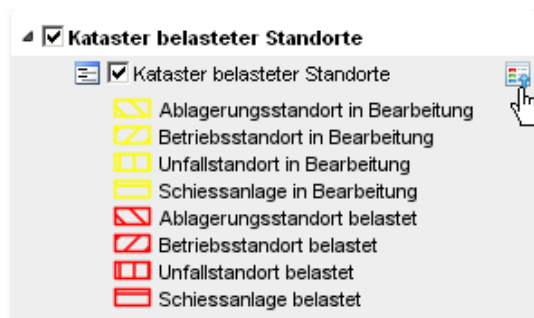 Kataster belasteter Standorte
Kataster belasteter Standorte
Ablagerungsstandort in Bearbeitung
Betriebsstandort in Bearbeitung
Unfallstandort in Bearbeitung
Schiessanlage in Bearbeitung
Ablagerungsstandort belastet
Betriebsstandort belastet
Unfallstandort belastet
Schiessanlage belastet